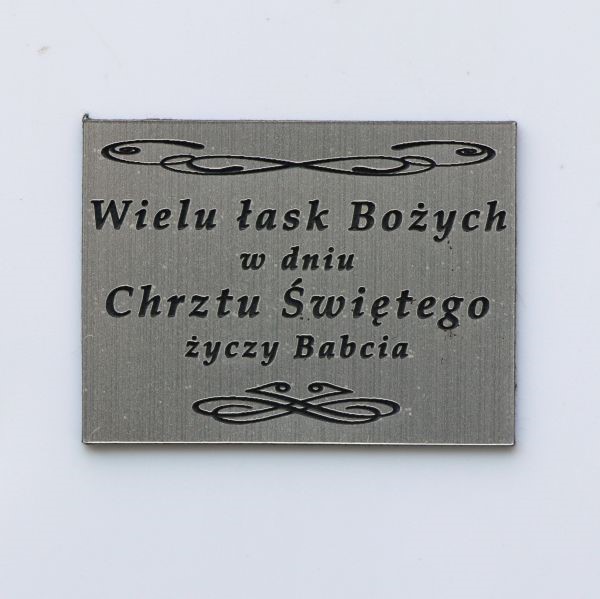 Wielu łask Bożych
w dniu
Chrztu Świętego
życzy Babcia